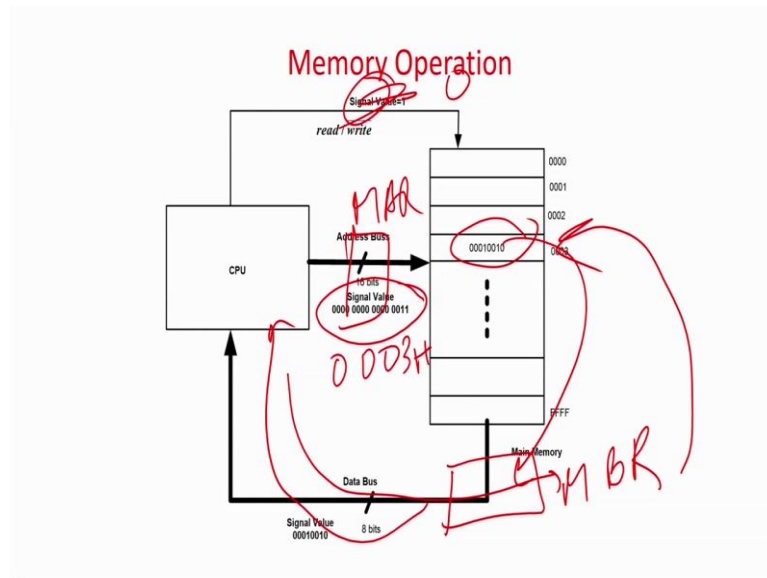 Memory Operation
Signal Value=1
0
read / write
0000
0001
0002
MAR
Address Buss
00010010
0003
CPU
16 bits
Signal Value
0000 0000 0000 0011
0003H
FFFF
Main Memory
MBR
Data Bus
Signal Value
00010010
8 bits